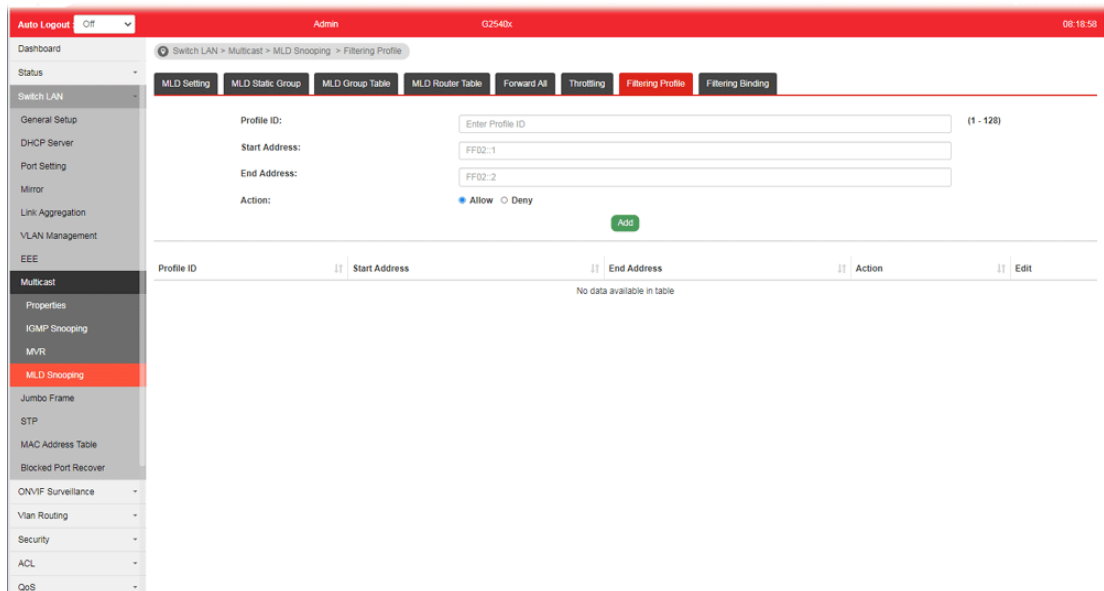 Auto Logout : Off Admin G2540x 08:18:58
Dashboard
Status
Switch LAN
General Setup
DHCP Server
Port Setting
Mirror
Link Aggregation
VLAN Management
EEE
Multicast
Properties
IGMP Snooping
MVR
MLD Snooping
Jumbo Frame
STP
MAC Address Table
Blocked Port Recover
ONVIF Surveillance
Vlan Routing
Security
ACL
QoS
Switch LAN > Multicast > MLD Snooping > Filtering Profile
MLD Setting MLD Static Group MLD Group Table MLD Router Table Forward All Throttling Filtering Profile Filtering Binding
Profile ID: Enter Profile ID (1 - 128)
Start Address: FF02::1
End Address: FF02::2
Action: Allow Deny
Add
Profile ID Start Address End Address Action Edit
No data available in table